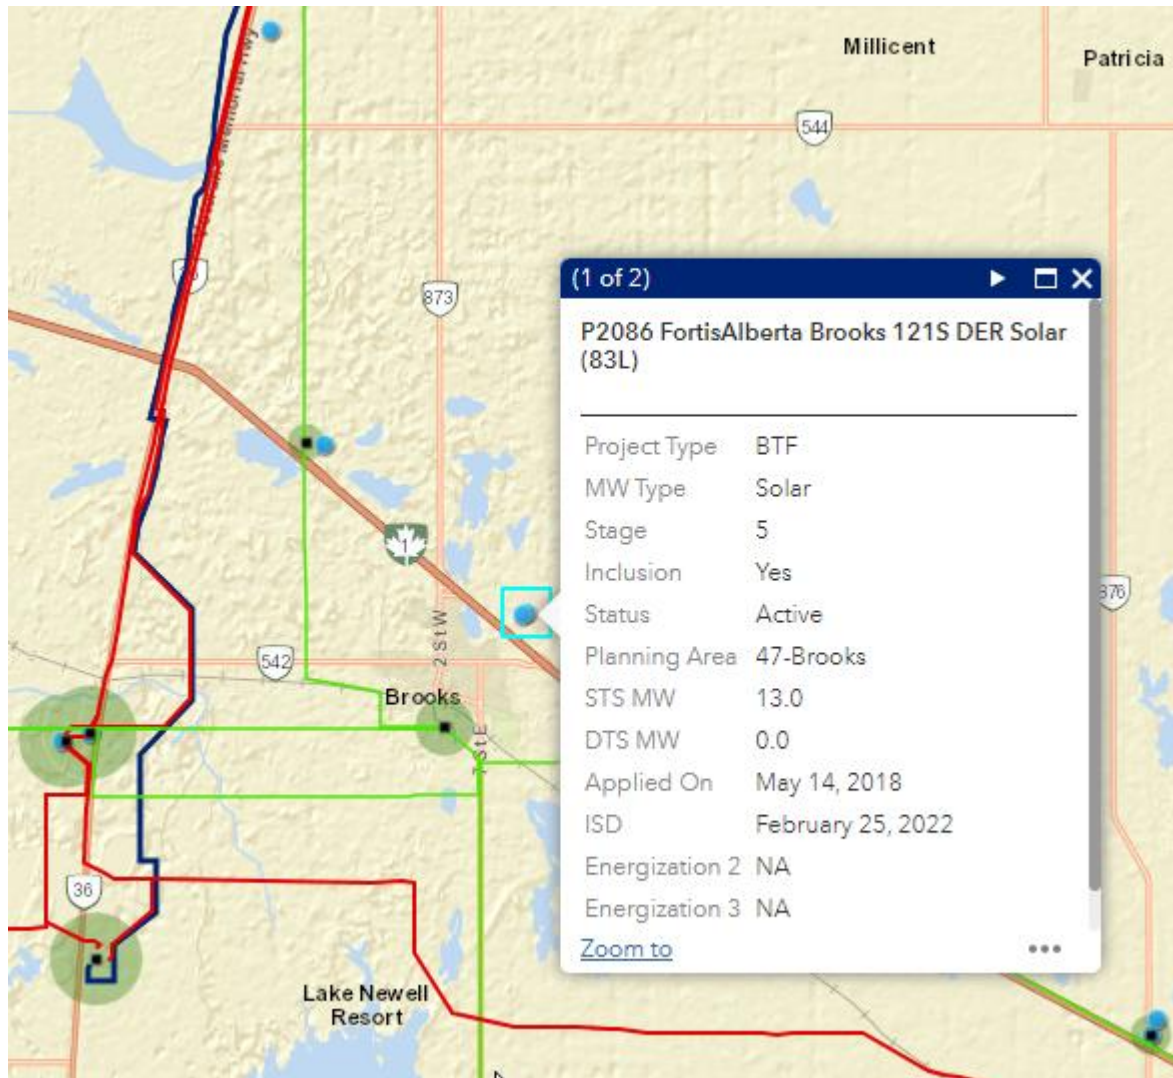 Millicent
Patricia
544
873
(1 of 2)
P2086 FortisAlberta Brooks 121S DER Solar
(83L)
Project Type BTF
MW Type Solar
Stage 5
Inclusion Yes
Status Active
Planning Area 47-Brooks
STS MW 13.0
DTS MW 0.0
Applied On May 14, 2018
ISD February 25, 2022
Energization 2 NA
Energization 3 NA
Zoom to
1
876
2 St W
542
Brooks
7 St E
36
Lake Newell
Resort